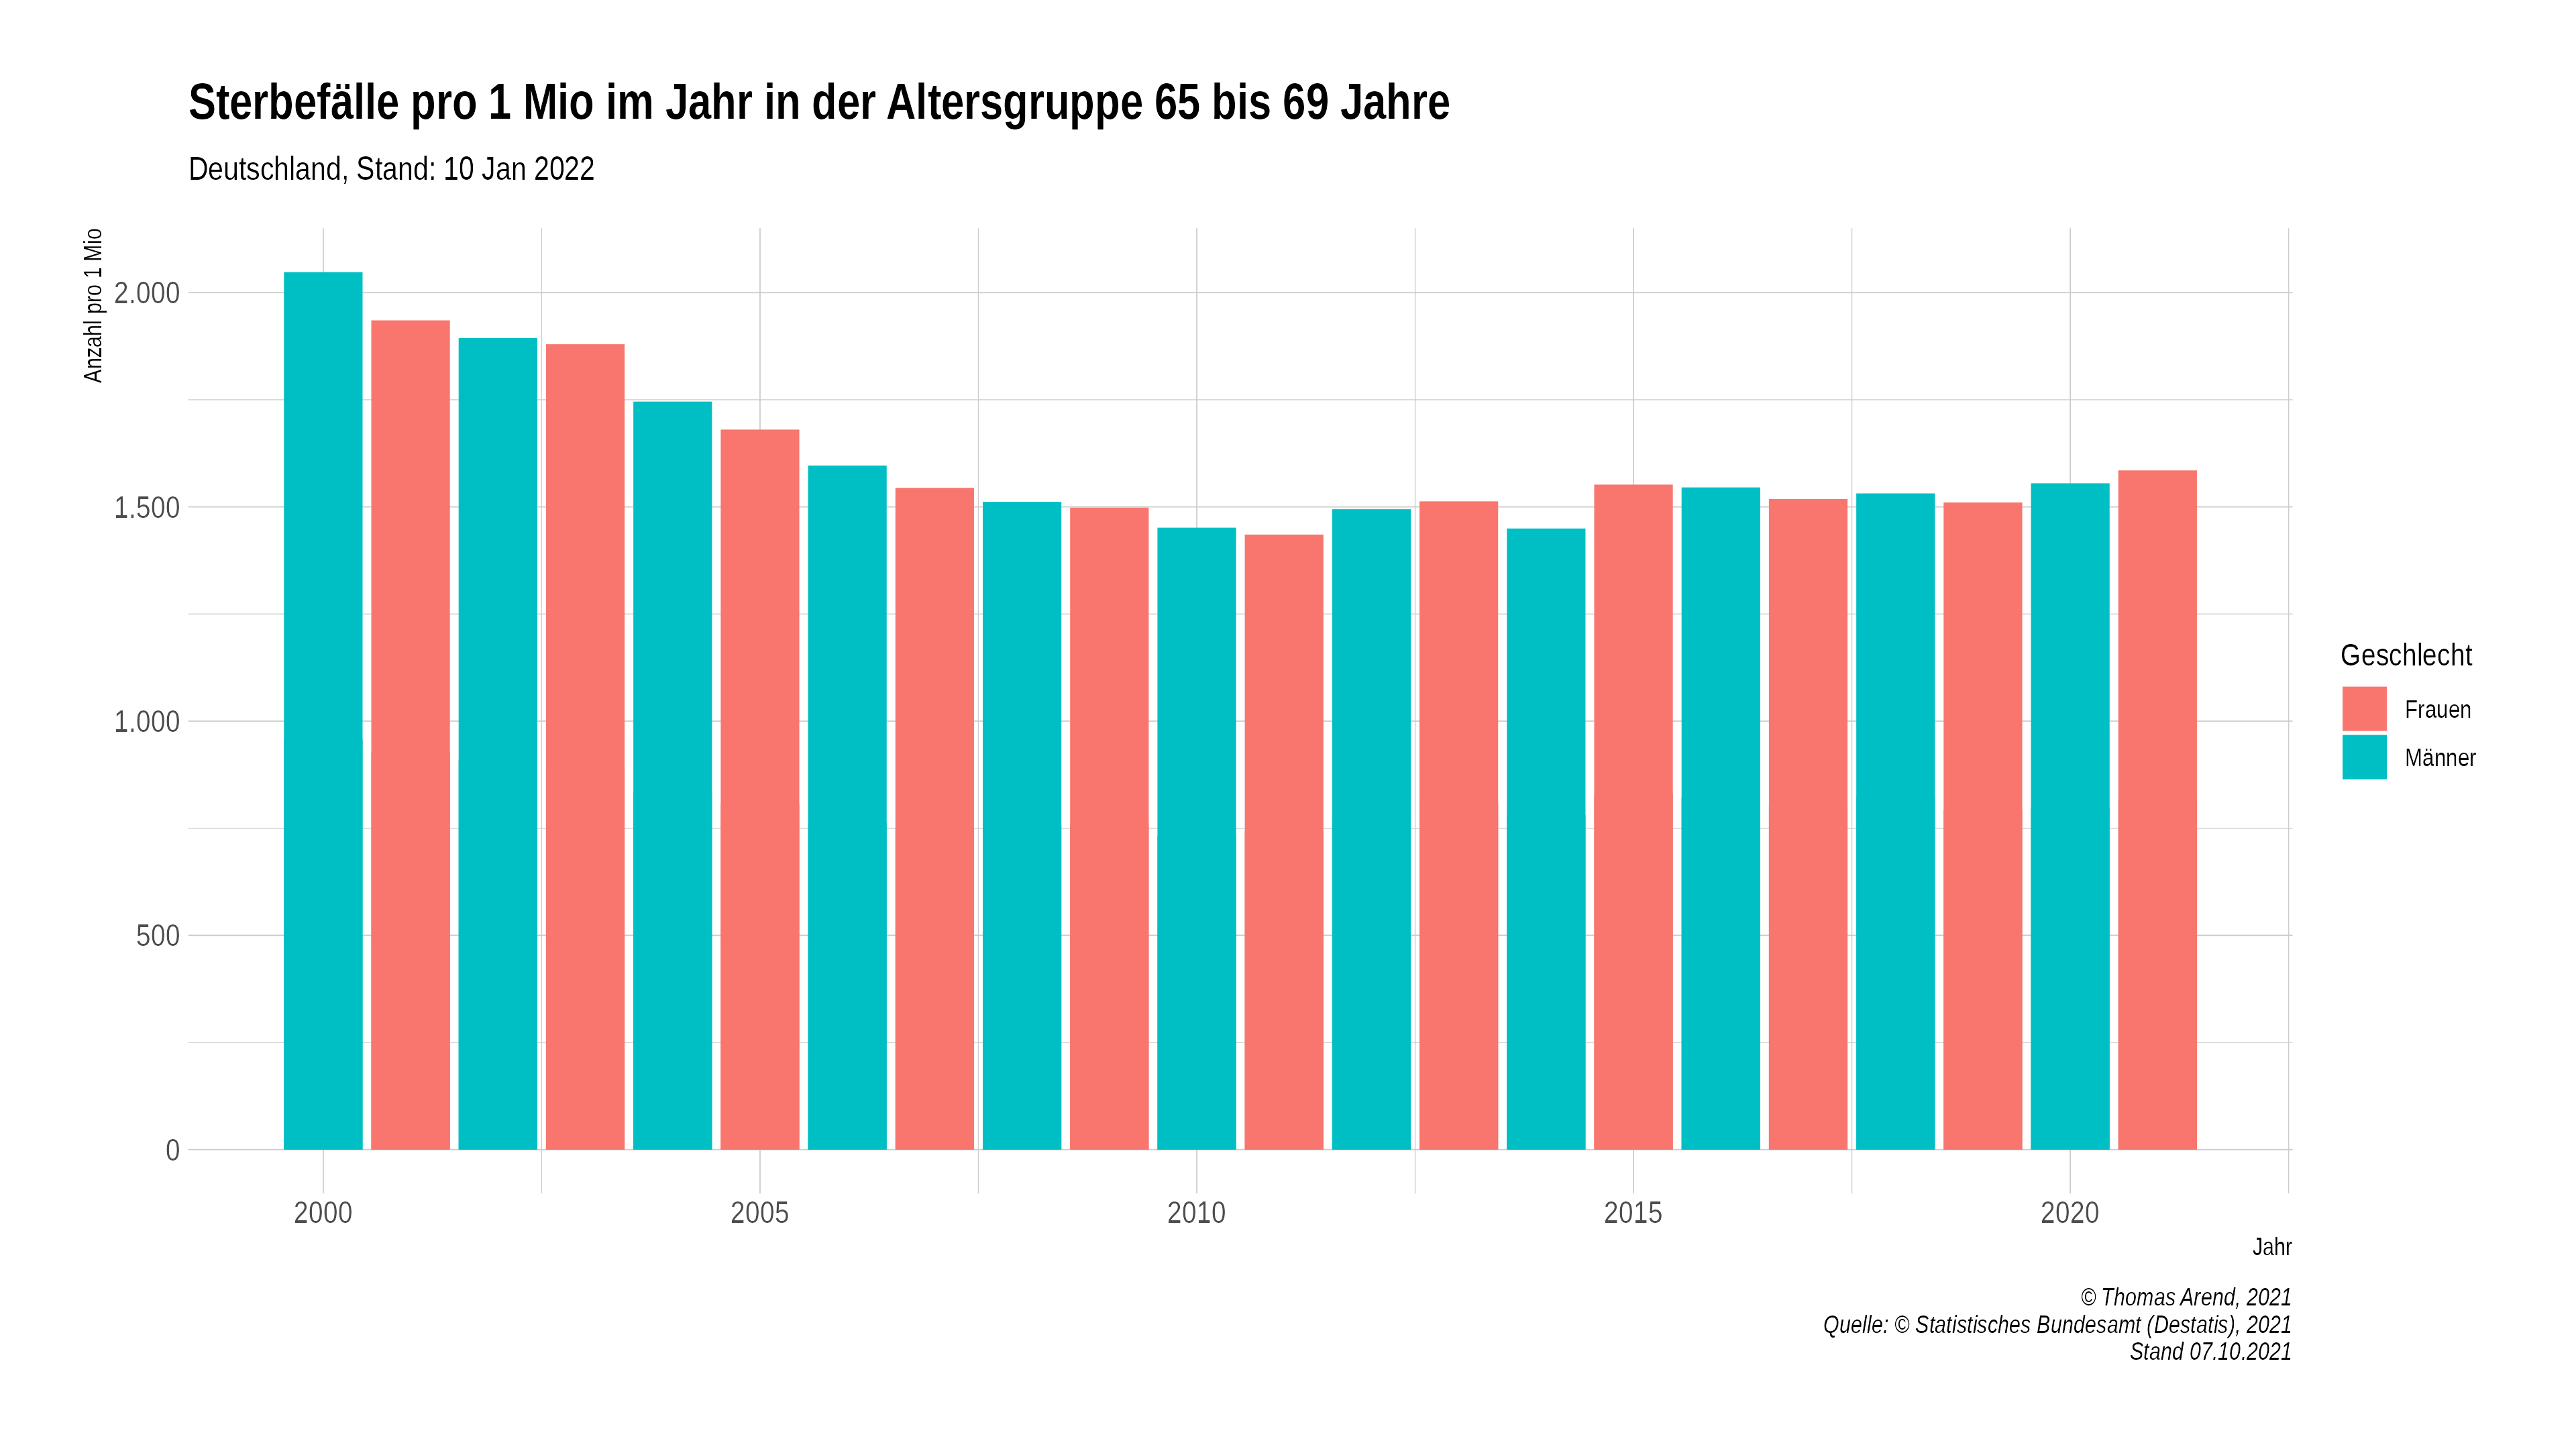 Sterbefälle pro 1 Mio im Jahr in der Altersgruppe 65 bis 69 Jahre
Deutschland, Stand: 10 Jan 2022
Anzahl pro 1 Mio
2.000
1.500
1.000
500
0
2000 2005 2010 2015 2020
Jahr
Geschlecht
Frauen
Männer
© Thomas Arend, 2021
Quelle: © Statistisches Bundesamt (Destatis), 2021
Stand 07.10.2021